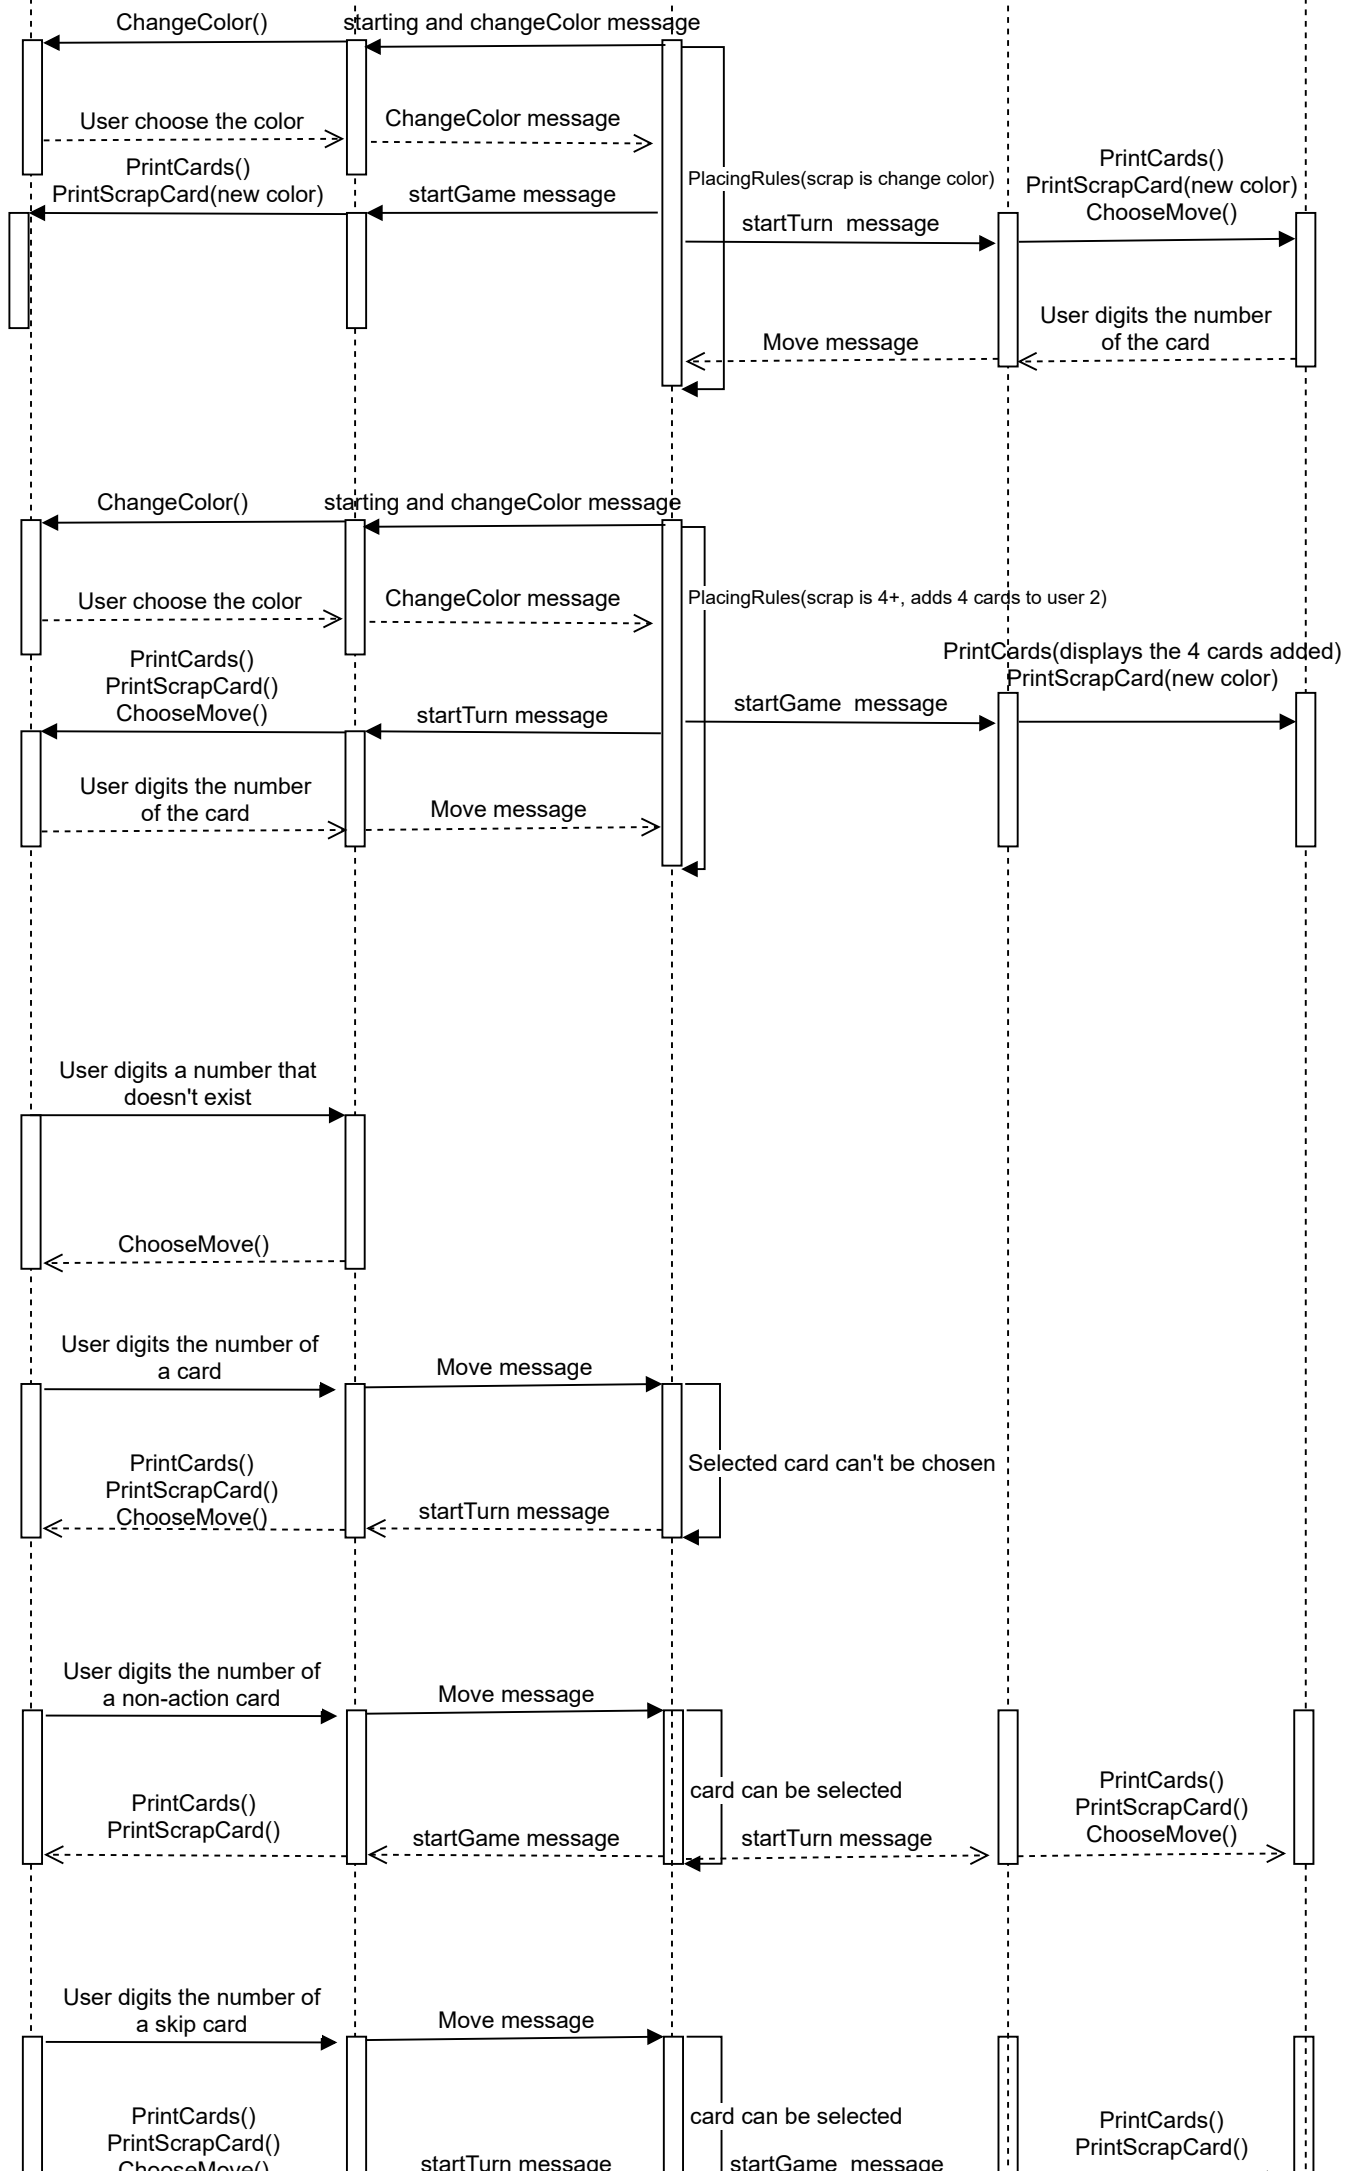 ChangeColor()
starting and changeColor message
User choose the color
ChangeColor message
PrintCards()
PrintScrapCard(new color)
startGame message
PlacingRules(scrap is change color)
startTurn  message
PrintCards()
PrintScrapCard(new color)
ChooseMove()
Move message
User digits the number
of the card
ChangeColor()
starting and changeColor message
User choose the color
ChangeColor message
PlacingRules(scrap is 4+, adds 4 cards to user 2)
PrintCards()
PrintScrapCard()
ChooseMove()
startTurn message
startGame  message
PrintCards(displays the 4 cards added)
PrintScrapCard(new color)
User digits the number
of the card
Move message
User digits a number that
doesn't exist
ChooseMove()
User digits the number of
a card
Move message
Selected card can't be chosen
PrintCards()
PrintScrapCard()
ChooseMove()
startTurn message
User digits the number of
a non-action card
Move message
card can be selected
PrintCards()
PrintScrapCard()
startGame message
startTurn message
PrintCards()
PrintScrapCard()
ChooseMove()
User digits the number of
a skip card
Move message
card can be selected
PrintCards()
PrintScrapCard()
ChooseMove()
startTurn message
startGame  message
PrintCards()
PrintScrapCard()